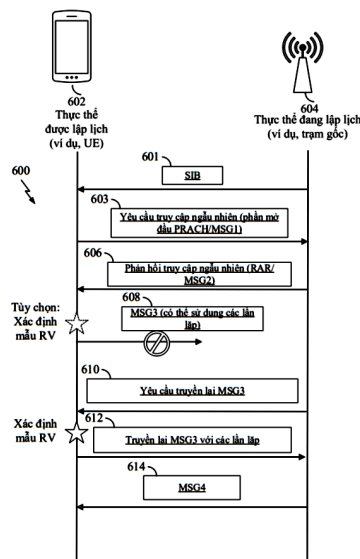 602
Thực thể
được lập lịch
(ví dụ, UE)
604
Thực thể đang lập lịch
(ví dụ, trạm gốc)
600
601
SIB
603
Yêu cầu truy cập ngẫu nhiên (phần mở
đầu PRACH/MSG1)
606
Phản hồi truy cập ngẫu nhiên (RAR/
MSG2)
Tùy chọn:
Xác định
mẫu RV
608
MSG3 (có thể sử dụng các lần
lặp)
610
Yêu cầu truyền lại MSG3
Xác định
mẫu RV
612
Truyền lại MSG3 với các lần lặp
614
MSG4